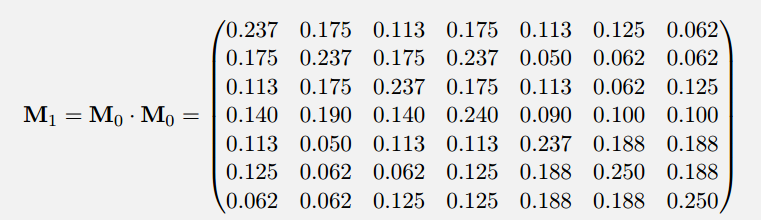 0.237 0.175 0.113 0.175 0.113 0.125 0.062
0.175 0.237 0.175 0.237 0.050 0.062 0.062
0.113 0.175 0.237 0.175 0.113 0.062 0.125
M₁ = M₀ · M₀ = 0.140 0.190 0.140 0.240 0.090 0.100 0.100
0.113 0.050 0.113 0.113 0.237 0.188 0.188
0.125 0.062 0.062 0.125 0.188 0.250 0.188
0.062 0.062 0.125 0.125 0.188 0.188 0.250